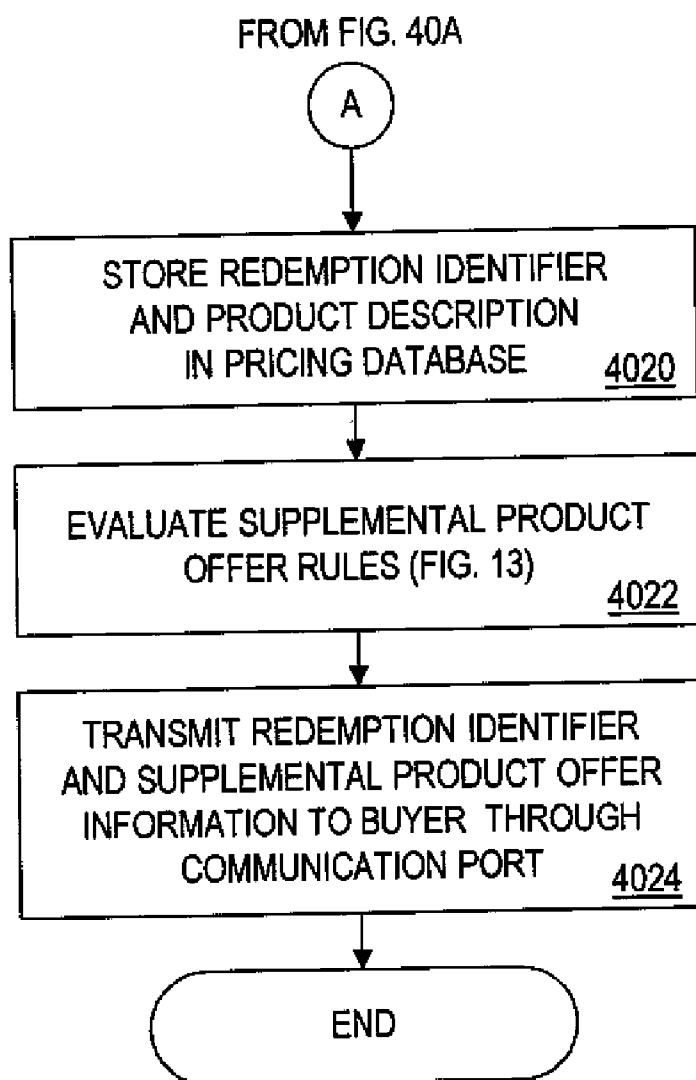 FROM FIG. 40A
A
STORE REDEMPTION IDENTIFIER
AND PRODUCT DESCRIPTION
IN PRICING DATABASE
4020
EVALUATE SUPPLEMENTAL PRODUCT
OFFER RULES (FIG. 13)
4022
TRANSMIT REDEMPTION IDENTIFIER
AND SUPPLEMENTAL PRODUCT OFFER
INFORMATION TO BUYER THROUGH
COMMUNICATION PORT
4024
END